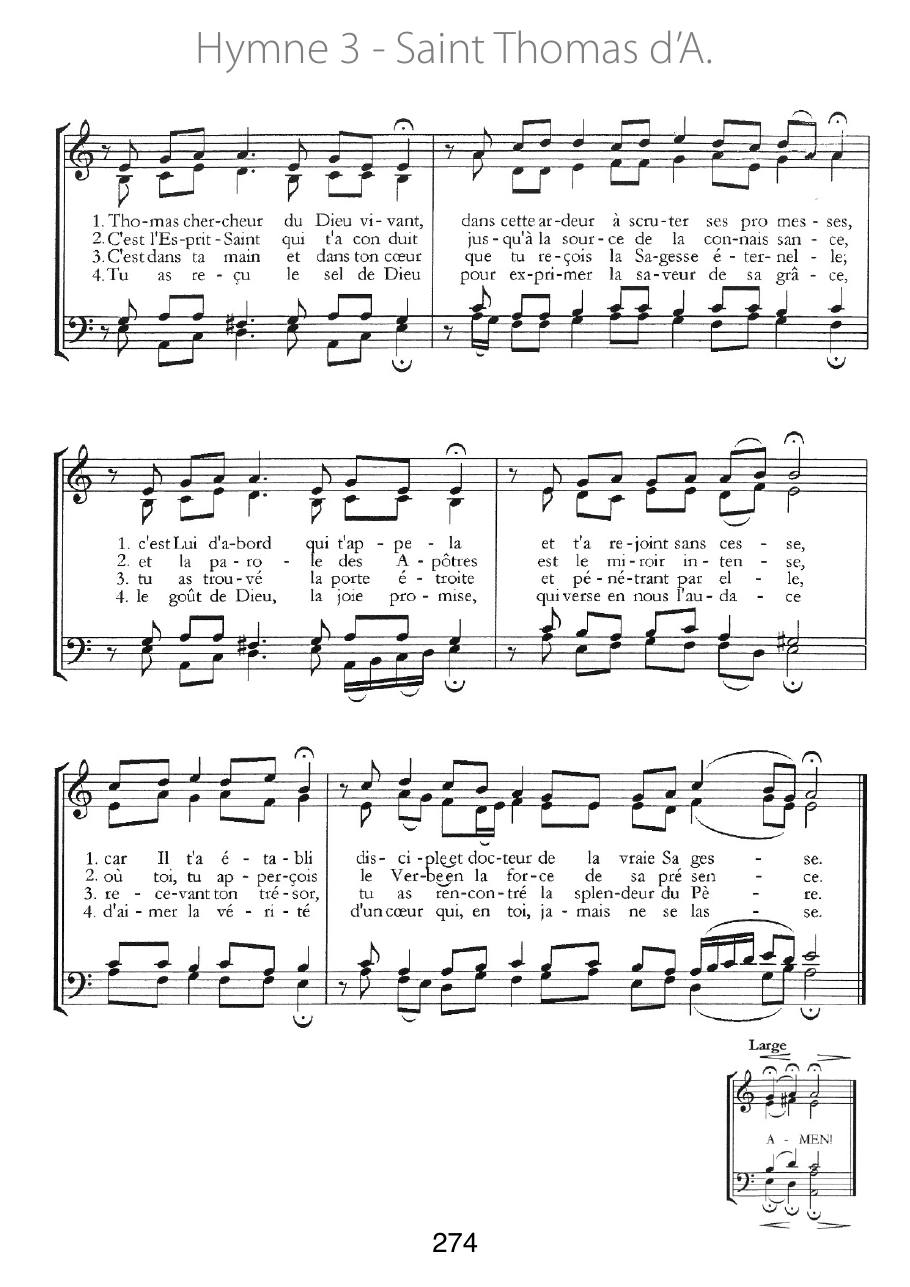 Hymne 3 - Saint Thomas d'A.
1. Tho-mas cher-cheur du Dieu vi-vant, dans cette ar-deur à scru-ter ses pro mes-ses,
2. C'est l'Es-prit-Saint qui t'a con duit jus-qu'à la sour-ce de la con-nais san-ce,
3. C'est dans ta main et dans ton cœur que tu re-çois la Sa-gesse é-ter-nel-le;
4. Tu as re-çu le sel de Dieu pour ex-pri-mer la sa-veur de sa grâ-ce,
1. c'est Lui d'a-bord qui t'ap-pe-la et t'a re-joint sans ces-se,
2. et la pa-ro-le des A-pôtres est le mi-roir in-ten-se,
3. tu as trou-vé la porte é-troite et pé-né-trant par el-le,
4. le goût de Dieu, la joie pro-mise, qui verse en nous l'au-da-ce
1. car Il t'a é-ta-bli dis-ci-ple et doc-teur de la vraie Sa ges-se.
2. où toi, tu ap-per-çois le Ver-be en la for-ce de sa pré sen-ce.
3. re-ce-vant ton tré-sor, tu as ren-con-tré la splen-deur du Pè-re.
4. d'ai-mer la vé-ri-té d'un cœur qui, en toi, ja-mais ne se las-se.
Large
A - MEN!
274